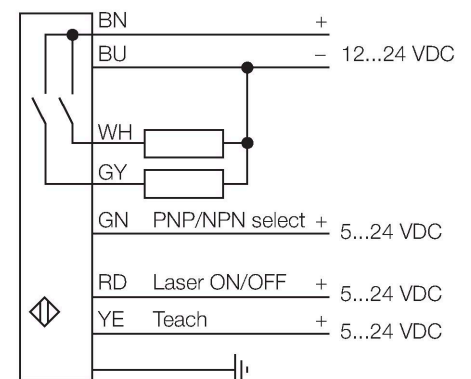 BN +
BU − 12...24 VDC
WH
GY
GN PNP/NPN select + 5...24 VDC
RD Laser ON/OFF + 5...24 VDC
YE Teach + 5...24 VDC